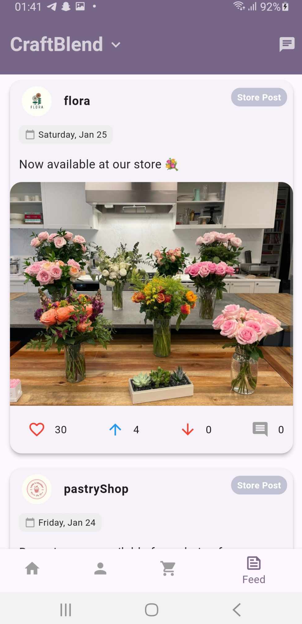 01:41
92%
CraftBlend
flora
Store Post
Saturday, Jan 25
Now available at our store 💐
30
4
0
0
pastryShop
Store Post
Friday, Jan 24
Feed